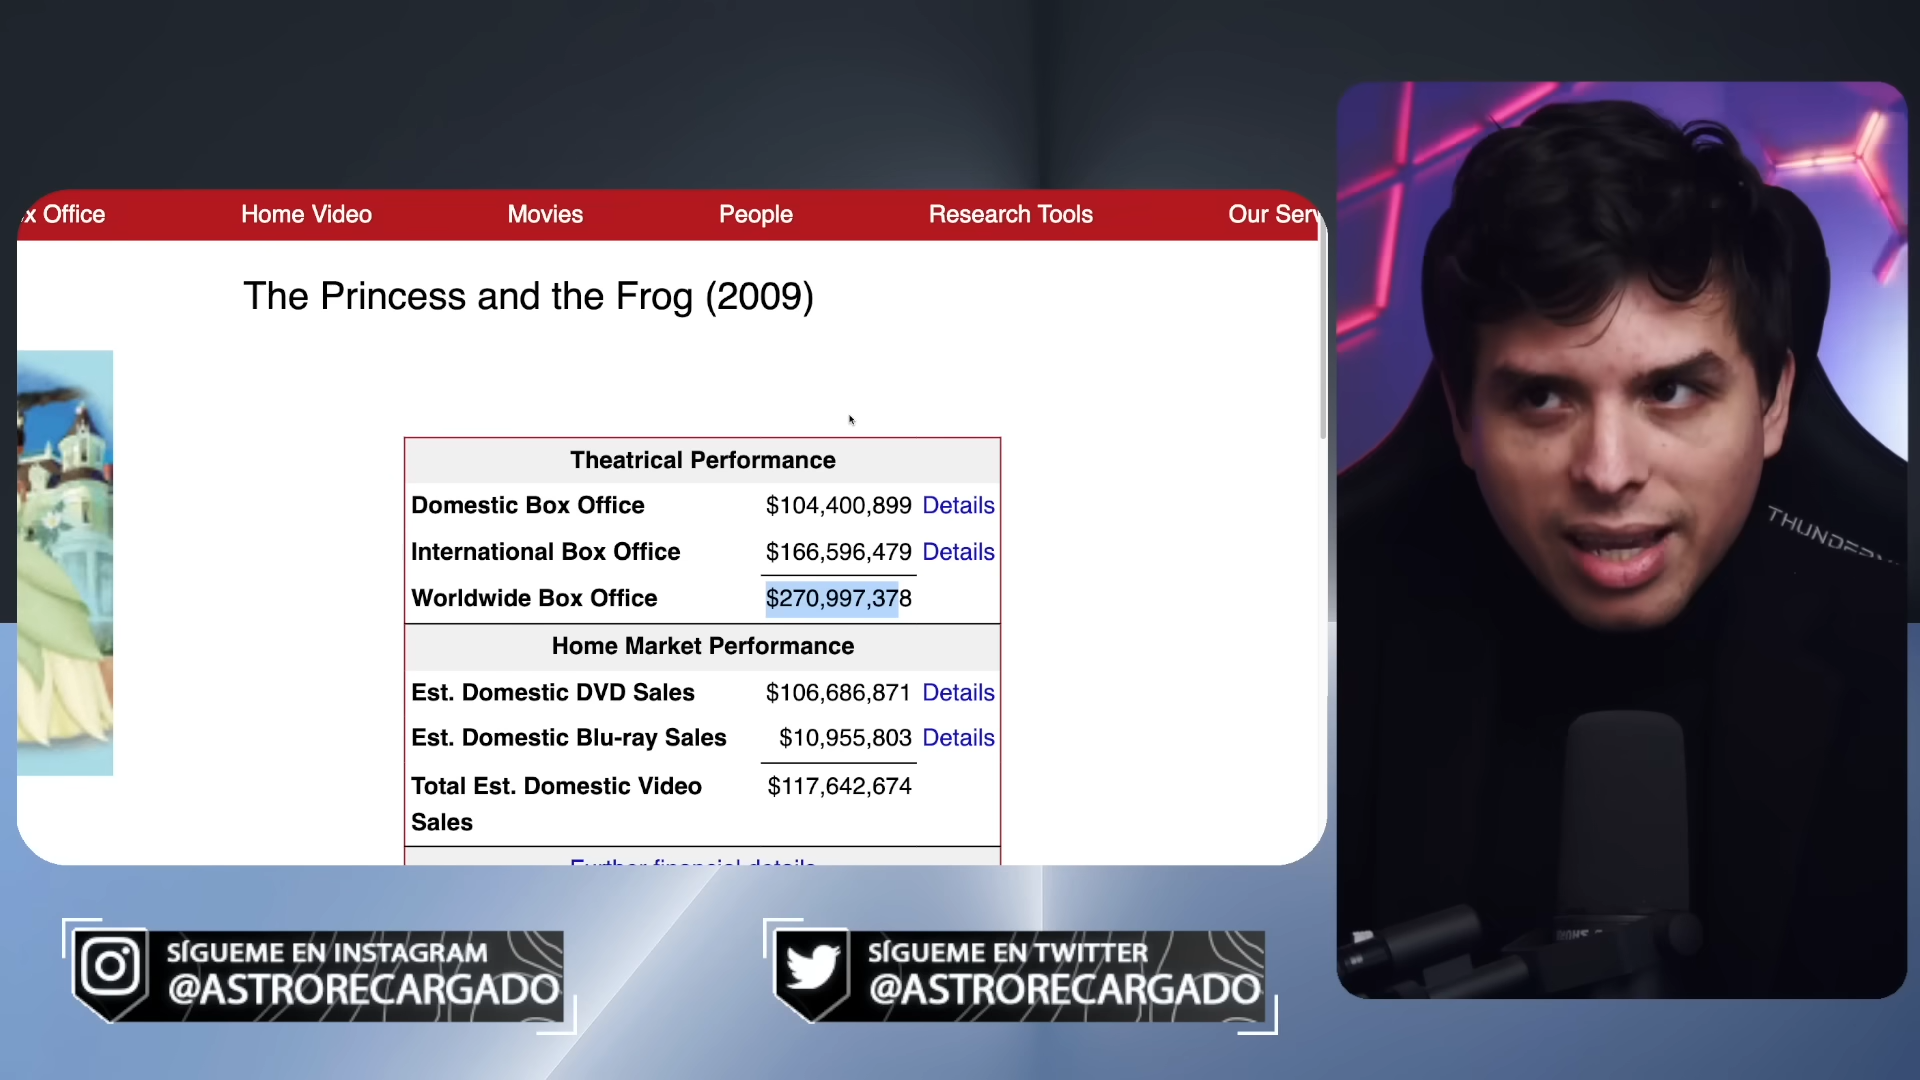 x Office Home Video Movies People Research Tools Our Serv
The Princess and the Frog (2009)
Theatrical Performance
Domestic Box Office $104,400,899 Details
International Box Office $166,596,479 Details
Worldwide Box Office $270,997,378
Home Market Performance
Est. Domestic DVD Sales $106,686,871 Details
Est. Domestic Blu-ray Sales $10,955,803 Details
Total Est. Domestic Video $117,642,674
Sales
Further financial details
SÍGUEME EN INSTAGRAM
@ASTRORECARGADO
SÍGUEME EN TWITTER
@ASTRORECARGADO